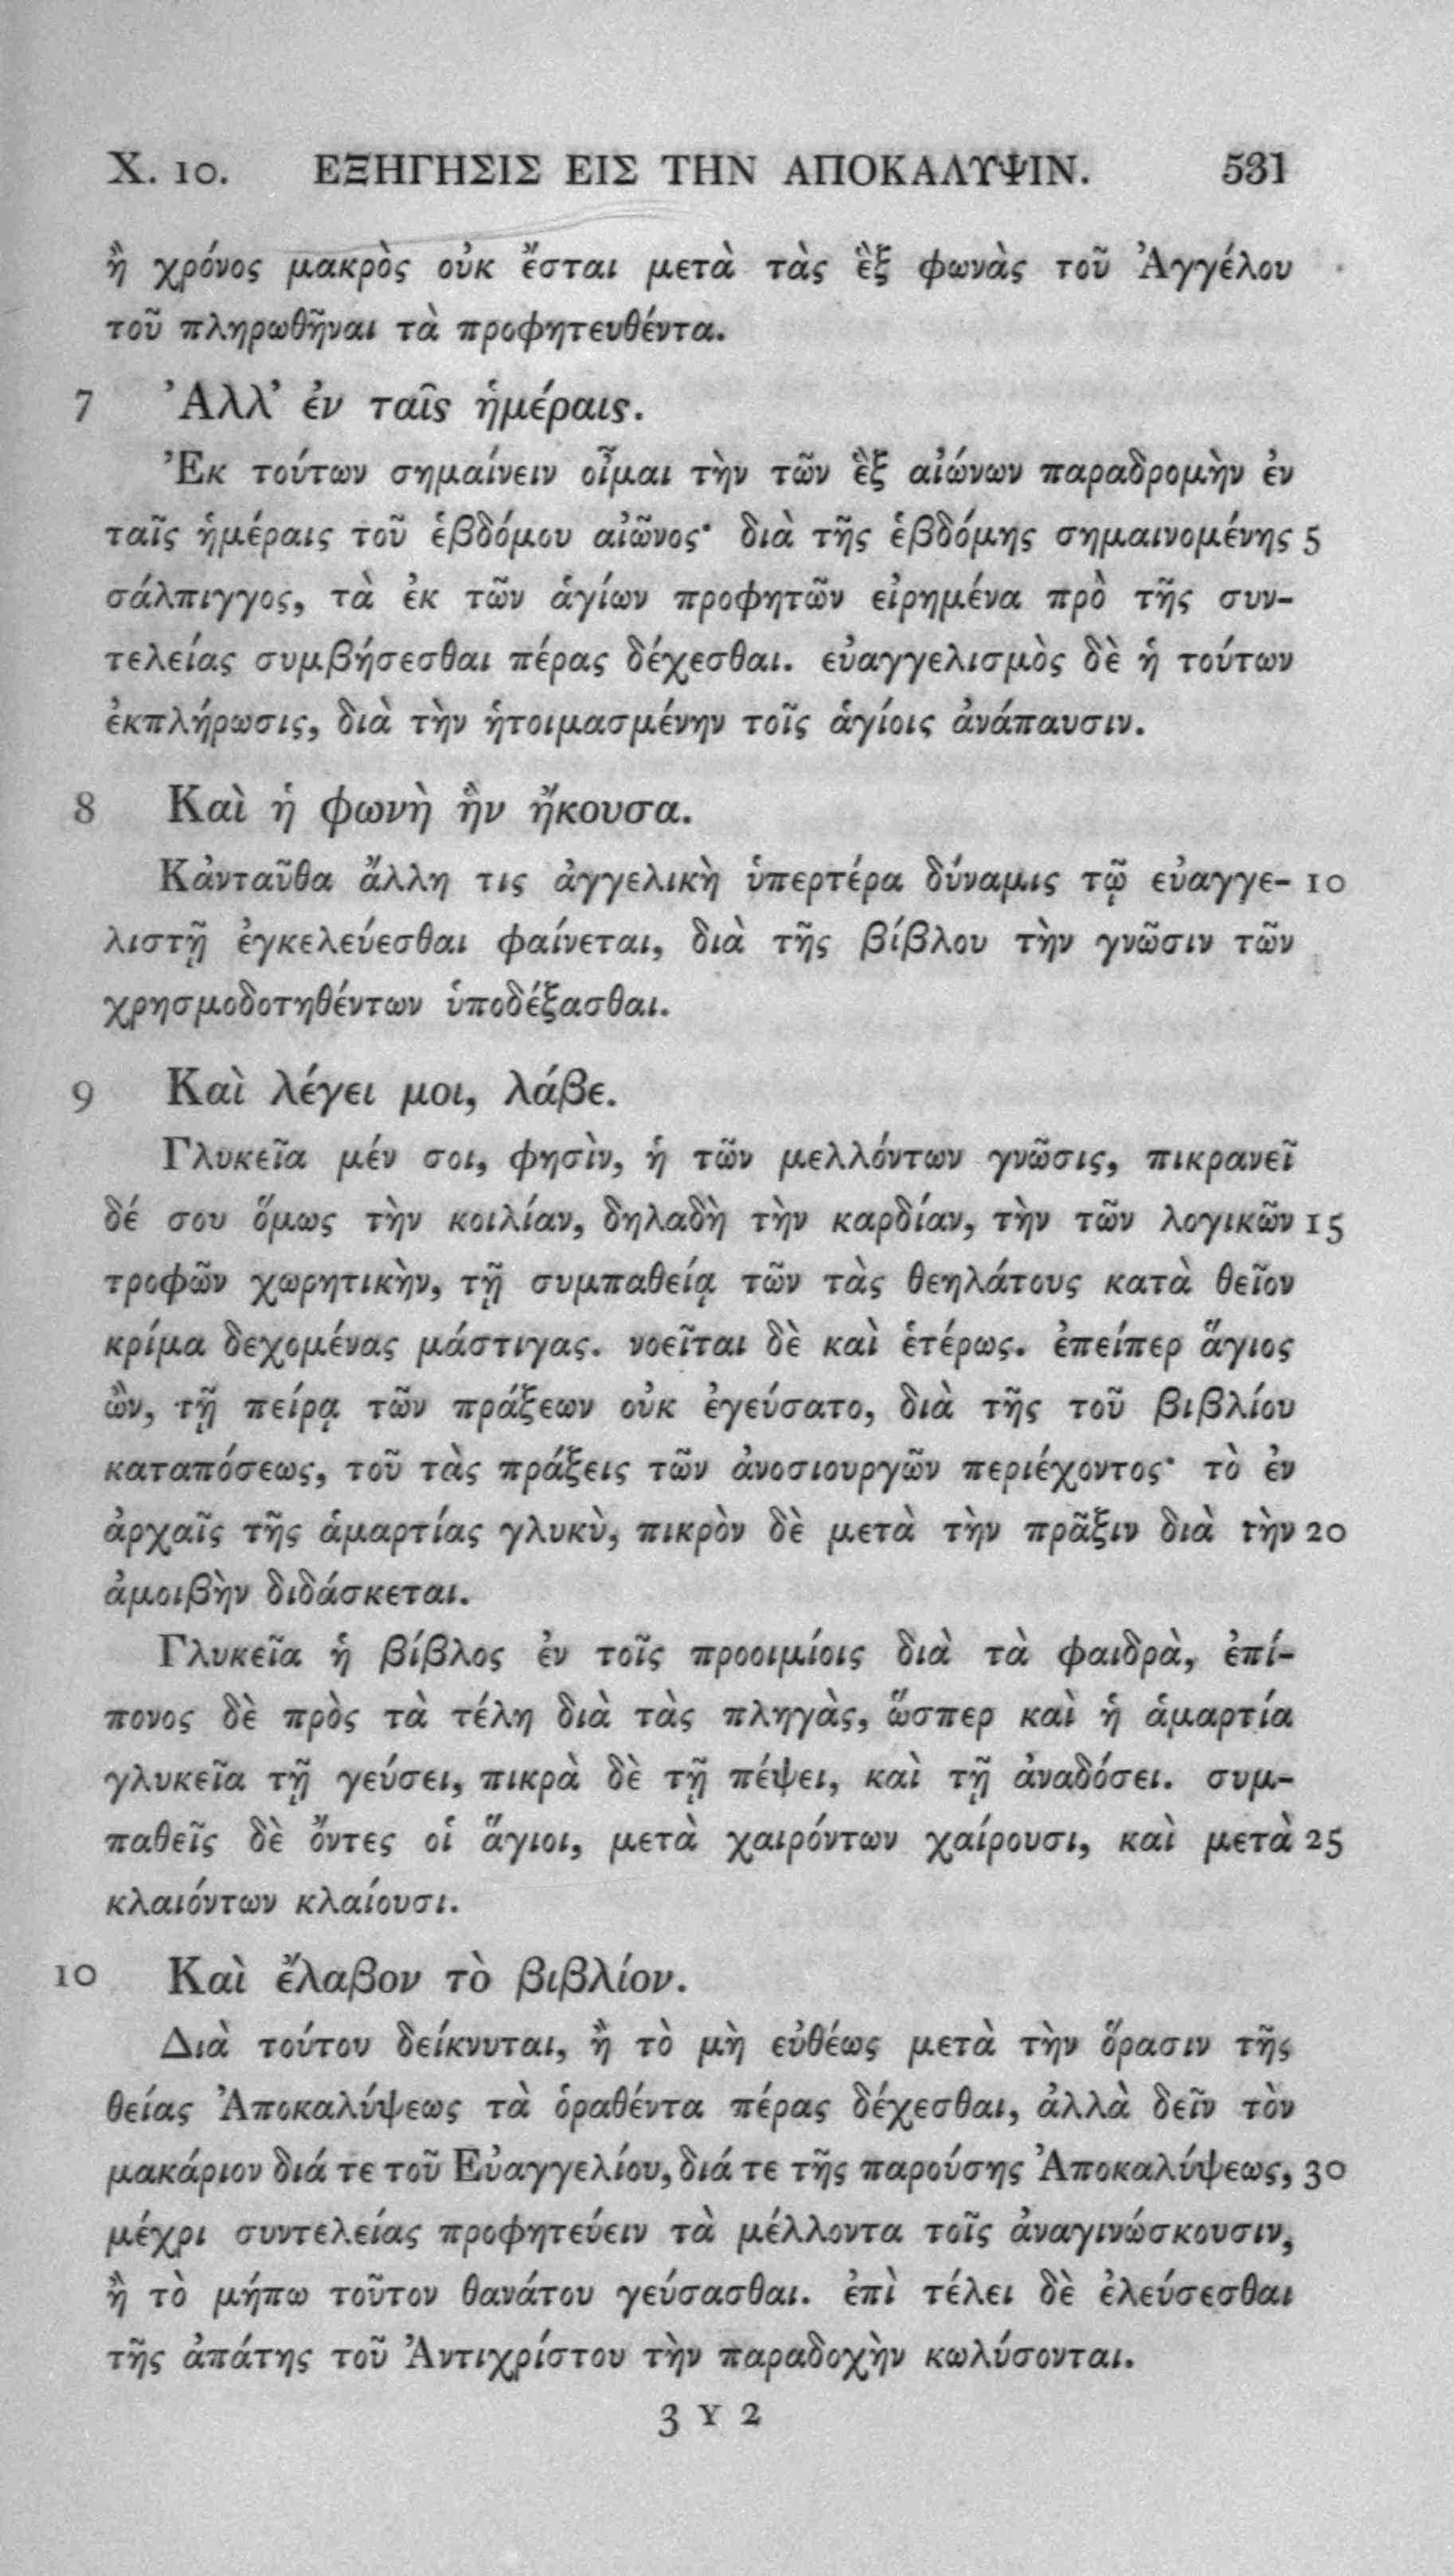 X. 10. ΕΞΗΓΗΣΙΣ ΕΙΣ ΤΗΝ ΑΠΟΚΑΛΥΨΙΝ. 531
ἢ χρόνος μακρὸς οὐκ ἔσται μετὰ τὰς ἓξ φωνὰς τοῦ Ἀγγέλου
τοῦ πληρωθῆναι τὰ προφητευθέντα.
7 Ἀλλ’ ἐν ταῖς ἡμέραις.
Ἐκ τούτων σημαίνειν οἶμαι τὴν τῶν ἓξ αἰώνων παραδρομὴν ἐν
ταῖς ἡμέραις τοῦ ἑβδόμου αἰῶνος· διὰ τῆς ἑβδόμης σημαινομένης 5
σάλπιγγος, τὰ ἐκ τῶν ἁγίων προφητῶν εἰρημένα πρὸ τῆς συν-
τελείας συμβήσεσθαι πέρας δέχεσθαι. εὐαγγελισμὸς δὲ ἡ τούτων
ἐκπλήρωσις, διὰ τὴν ἡτοιμασμένην τοῖς ἁγίοις ἀνάπαυσιν.
8 Καὶ ἡ φωνὴ ἣν ἤκουσα.
Κἀνταῦθα ἄλλη τις ἀγγελικὴ ὑπερτέρα δύναμις τῷ εὐαγγε- 10
λιστῇ ἐγκελεύεσθαι φαίνεται, διὰ τῆς βίβλου τὴν γνῶσιν τῶν
χρησμοδοτηθέντων ὑποδέξασθαι.
9 Καὶ λέγει μοι, λάβε.
Γλυκεῖα μέν σοι, φησὶν, ἡ τῶν μελλόντων γνῶσις, πικρανεῖ
δέ σου ὅμως τὴν κοιλίαν, δηλαδὴ τὴν καρδίαν, τὴν τῶν λογικῶν 15
τροφῶν χωρητικὴν, τῇ συμπαθείᾳ τῶν τὰς θεηλάτους κατὰ θεῖον
κρίμα δεχομένας μάστιγας. νοεῖται δὲ καὶ ἑτέρως. ἐπείπερ ἅγιος
ὢν, τῇ πείρᾳ τῶν πράξεων οὐκ ἐγεύσατο, διὰ τῆς τοῦ βιβλίου
καταπόσεως, τοῦ τὰς πράξεις τῶν ἀνοσιουργῶν περιέχοντος· τὸ ἐν
ἀρχαῖς τῆς ἁμαρτίας γλυκὺ, πικρὸν δὲ μετὰ τὴν πρᾶξιν διὰ τὴν 20
ἀμοιβὴν διδάσκεται.
Γλυκεῖα ἡ βίβλος ἐν τοῖς προοιμίοις διὰ τὰ φαιδρὰ, ἐπί-
πονος δὲ πρὸς τὰ τέλη διὰ τὰς πληγὰς, ὥσπερ καὶ ἡ ἁμαρτία
γλυκεῖα τῇ γεύσει, πικρὰ δὲ τῇ πέψει, καὶ τῇ ἀναδόσει. συμ-
παθεῖς δὲ ὄντες οἱ ἅγιοι, μετὰ χαιρόντων χαίρουσι, καὶ μετὰ 25
κλαιόντων κλαίουσι.
10 Καὶ ἔλαβον τὸ βιβλίον.
Διὰ τούτου δείκνυται, ἢ τὸ μὴ εὐθέως μετὰ τὴν ὅρασιν τῆς
θείας Ἀποκαλύψεως τὰ ὁραθέντα πέρας δέχεσθαι, ἀλλὰ δεῖν τὸν
μακάριον διά τε τοῦ Εὐαγγελίου, διά τε τῆς παρούσης Ἀποκαλύψεως, 30
μέχρι συντελείας προφητεύειν τὰ μέλλοντα τοῖς ἀναγινώσκουσιν,
ἢ τὸ μήπω τοῦτον θανάτου γεύσασθαι. ἐπὶ τέλει δὲ ἐλεύσεσθαι
τῆς ἀπάτης τοῦ Ἀντιχρίστου τὴν παραδοχὴν κωλύσονται.
3 Y 2